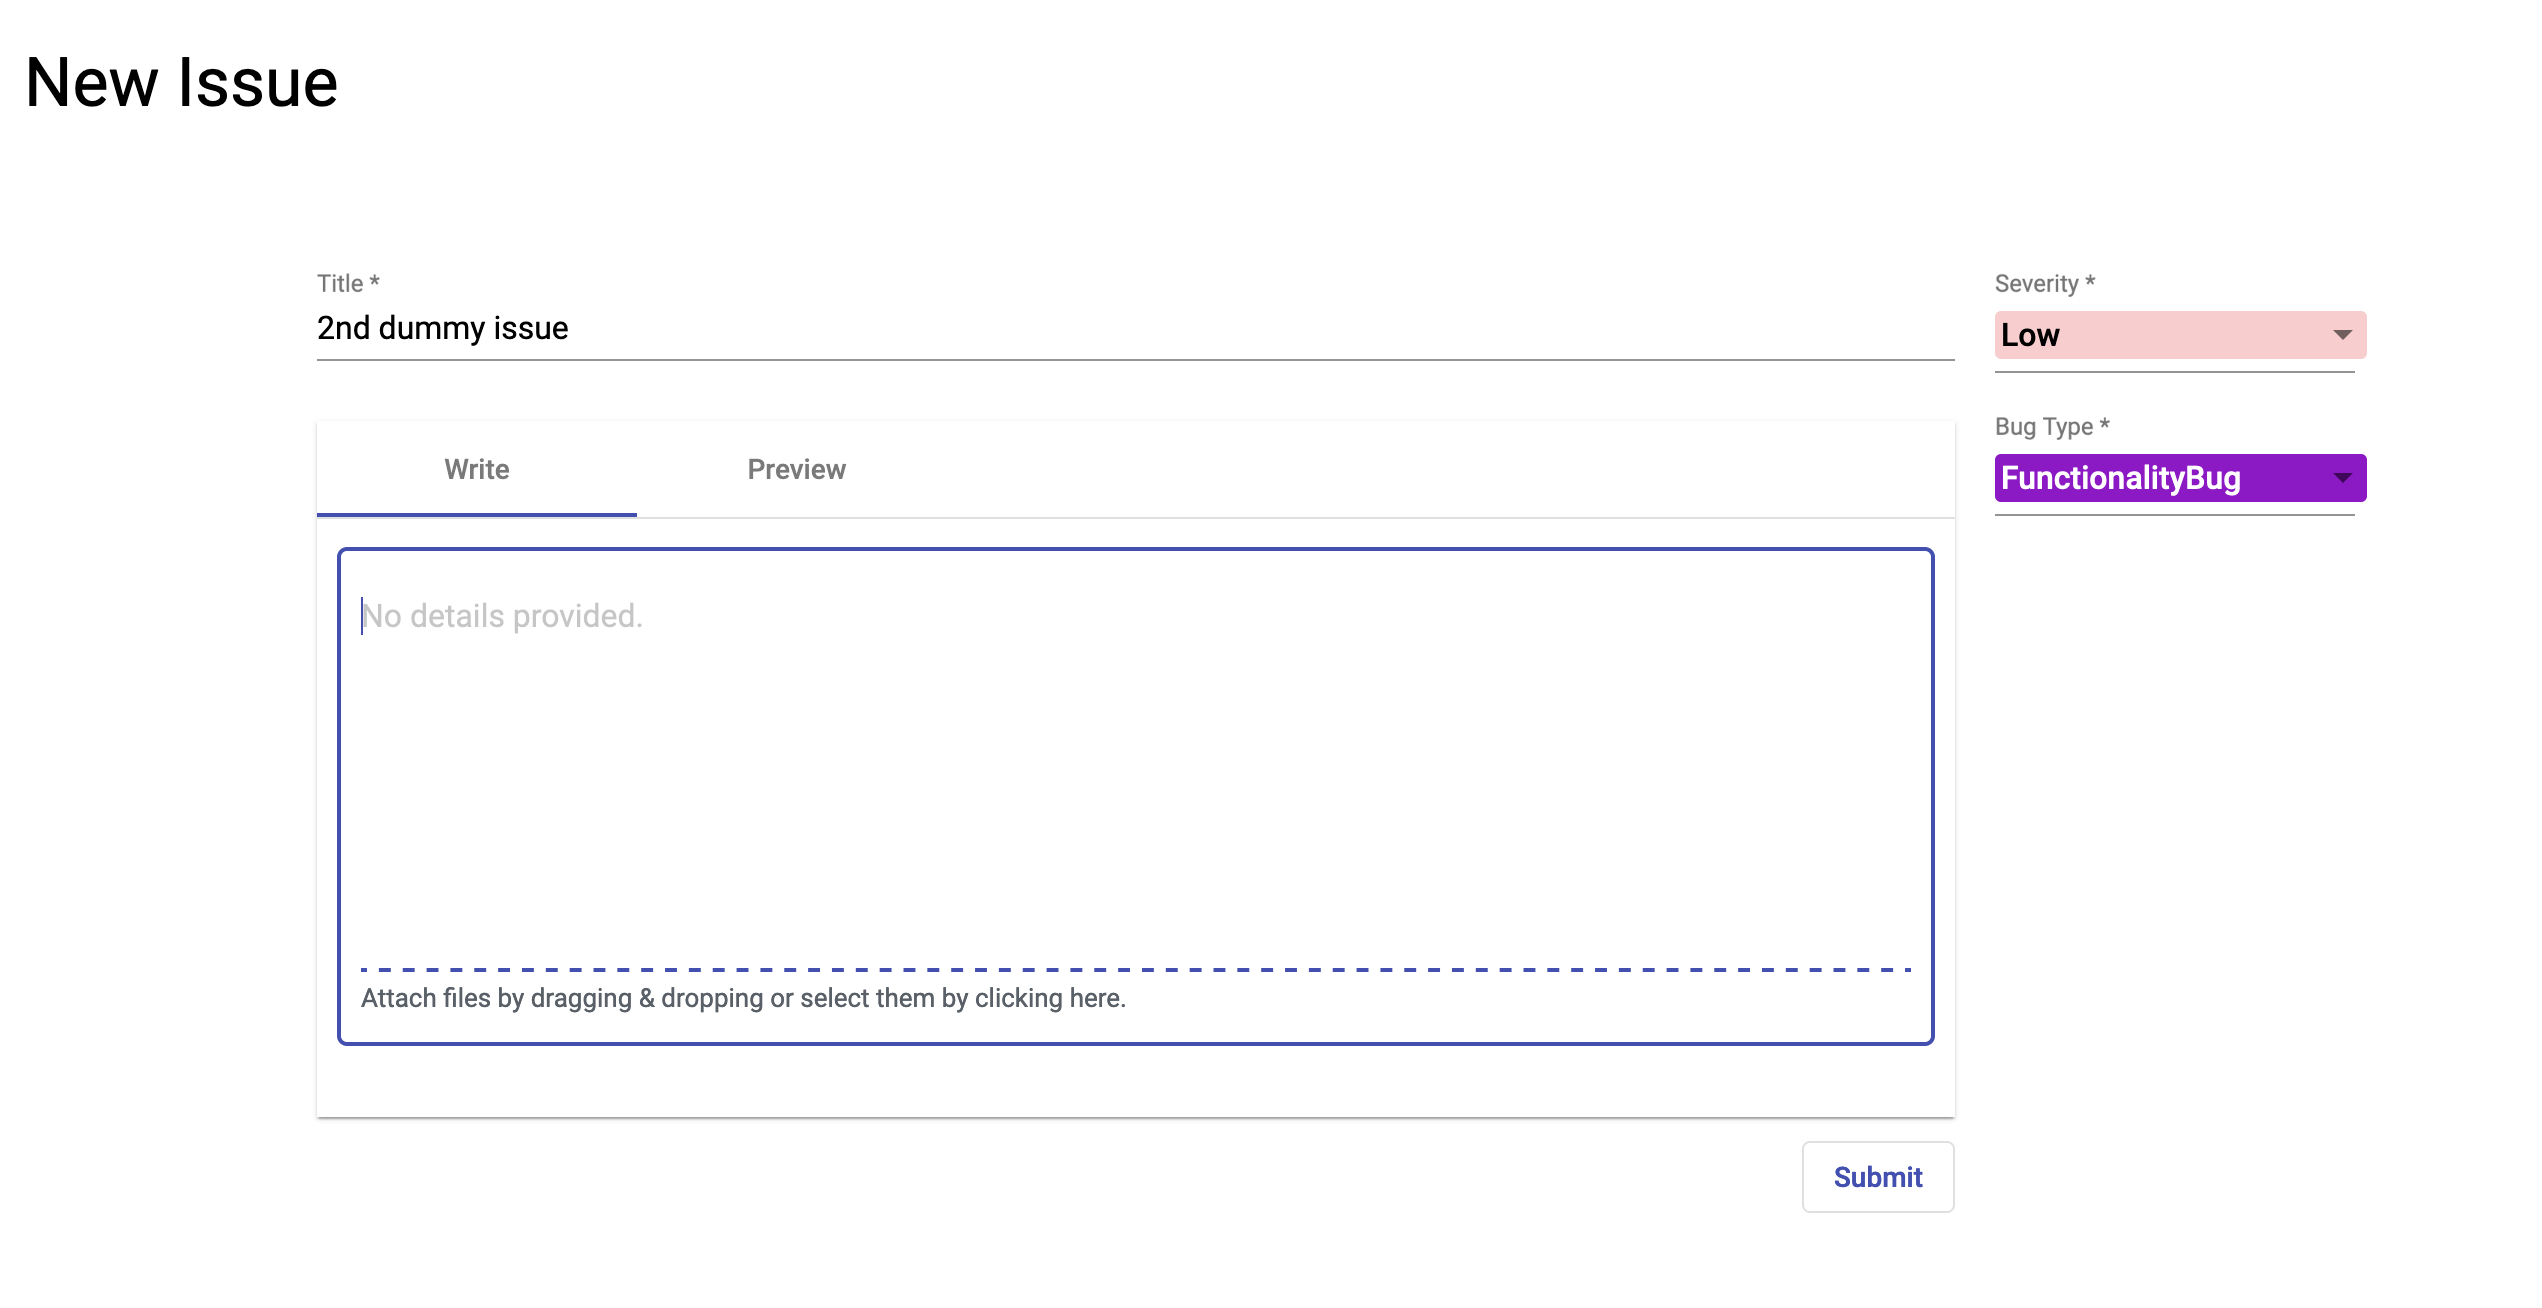 New Issue
Title *
2nd dummy issue
Severity *
Low
Bug Type *
FunctionalityBug
Write
Preview
No details provided.
Attach files by dragging & dropping or select them by clicking here.
Submit